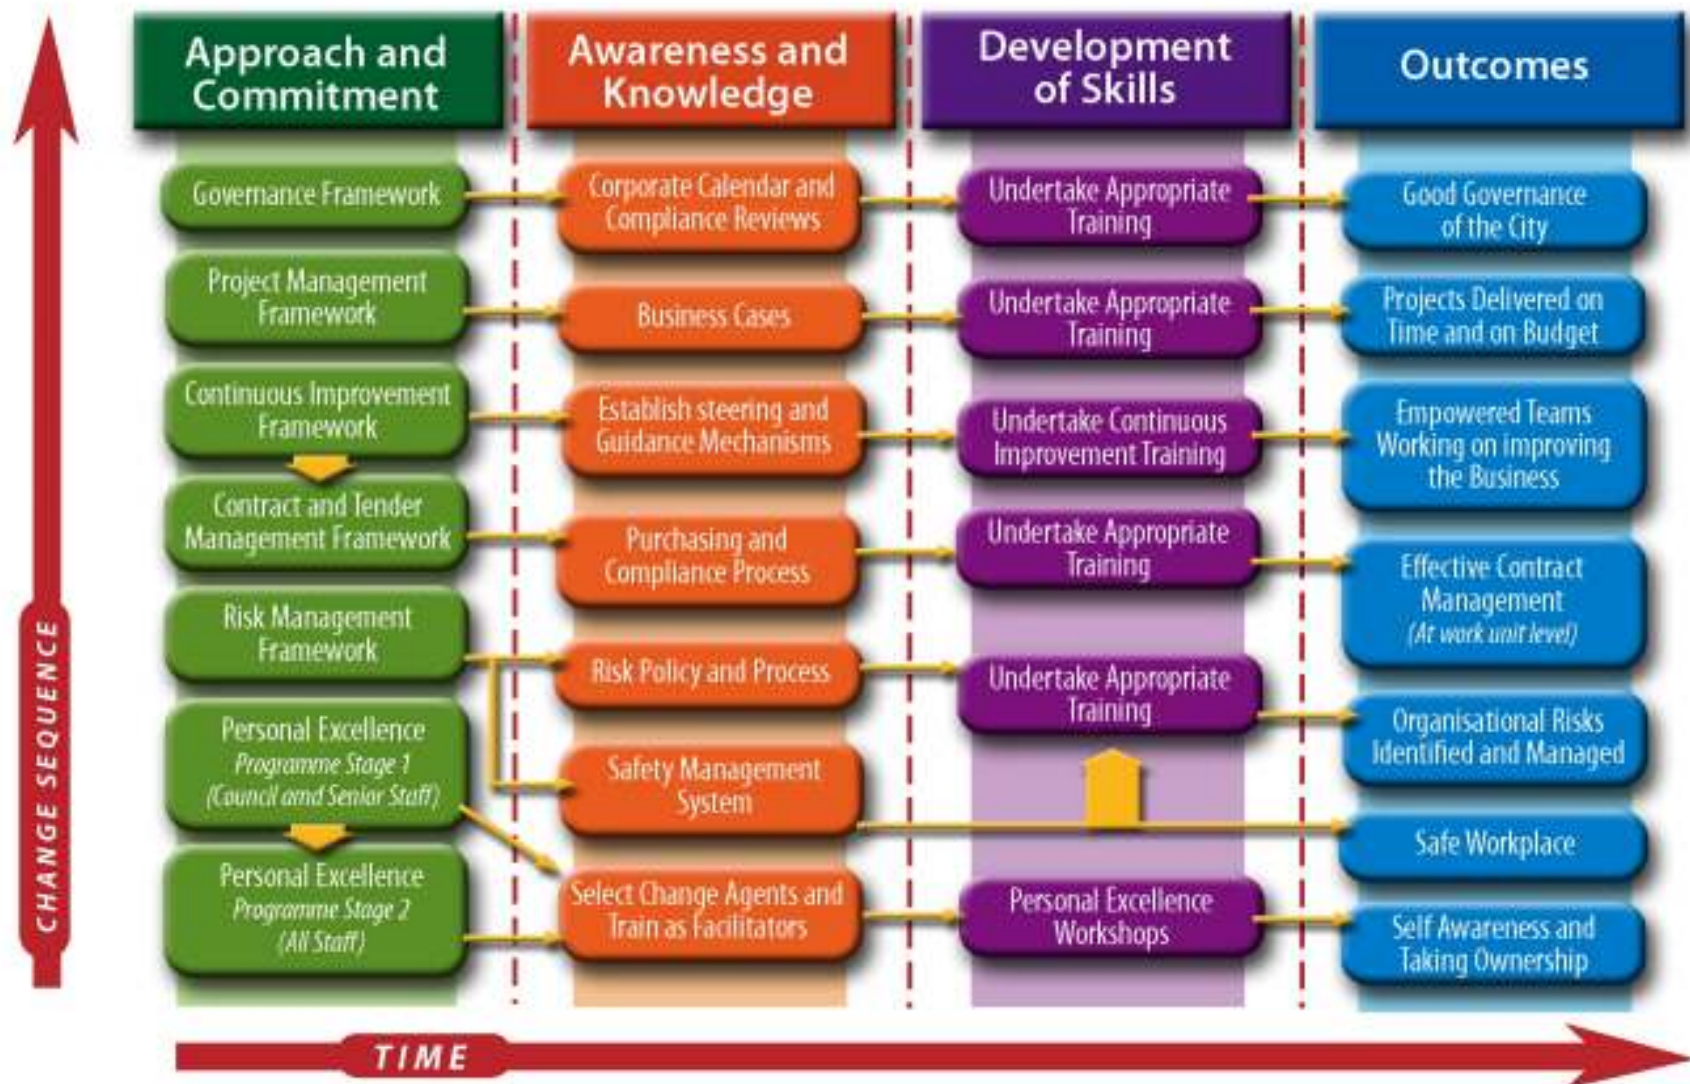 Approach and
Commitment
Awareness and
Knowledge
Development
of Skills
Outcomes
Governance Framework
Corporate Calendar and
Compliance Reviews
Undertake Appropriate
Training
Good Governance
of the City
Project Management
Framework
Business Cases
Undertake Appropriate
Training
Projects Delivered on
Time and on Budget
Continuous Improvement
Framework
Establish steering and
Guidance Mechanisms
Undertake Continuous
Improvement Training
Empowered Teams
Working on improving
the Business
Contract and Tender
Management Framework
Purchasing and
Compliance Process
Undertake Appropriate
Training
Effective Contract
Management
(At work unit level)
Risk Management
Framework
Risk Policy and Process
Undertake Appropriate
Training
Organisational Risks
Identified and Managed
Personal Excellence
Programme Stage 1
(Council amd Senior Staff)
Safety Management
System
Safe Workplace
Personal Excellence
Programme Stage 2
(All Staff)
Select Change Agents and
Train as Facilitators
Personal Excellence
Workshops
Self Awareness and
Taking Ownership
CHANGE SEQUENCE
TIME